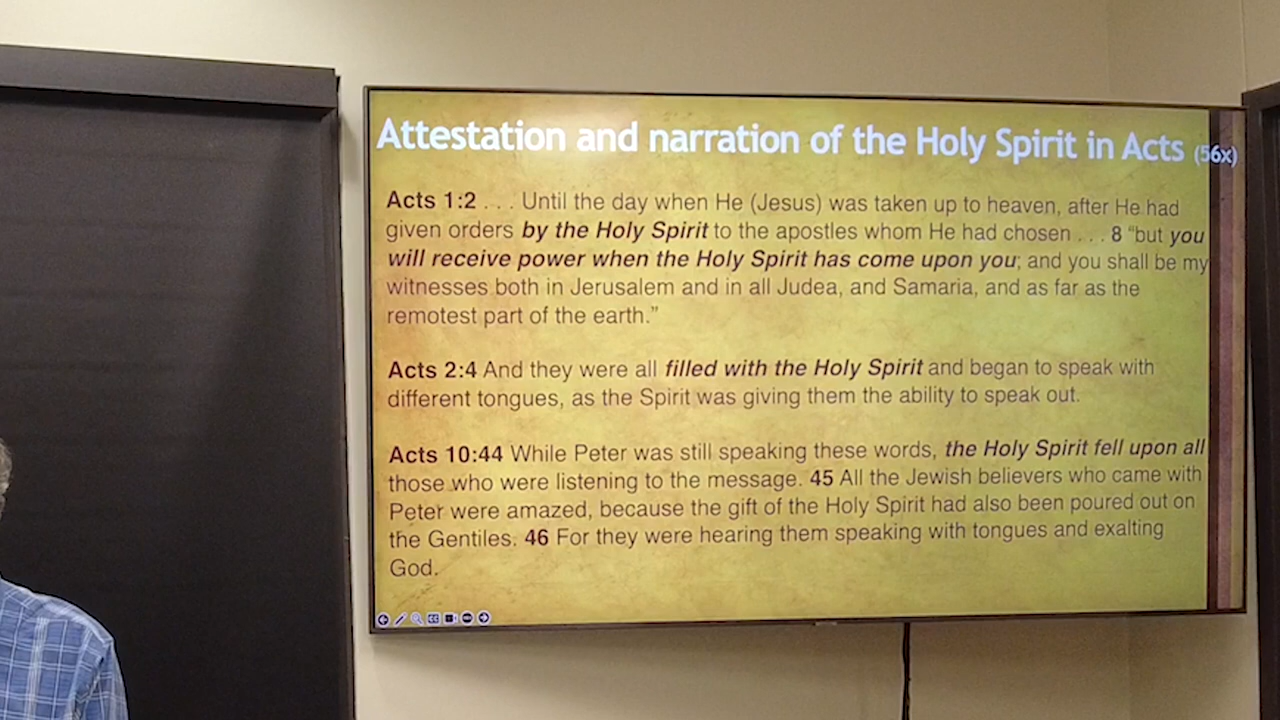 Attestation and narration of the Holy Spirit in Acts (56x)
Acts 1:2 . . . Until the day when He (Jesus) was taken up to heaven, after He had
given orders by the Holy Spirit to the apostles whom He had chosen . . . 8 “but you
will receive power when the Holy Spirit has come upon you; and you shall be my
witnesses both in Jerusalem and in all Judea, and Samaria, and as far as the
remotest part of the earth.”
Acts 2:4 And they were all filled with the Holy Spirit and began to speak with
different tongues, as the Spirit was giving them the ability to speak out.
Acts 10:44 While Peter was still speaking these words, the Holy Spirit fell upon all
those who were listening to the message. 45 All the Jewish believers who came with
Peter were amazed, because the gift of the Holy Spirit had also been poured out on
the Gentiles. 46 For they were hearing them speaking with tongues and exalting
God.